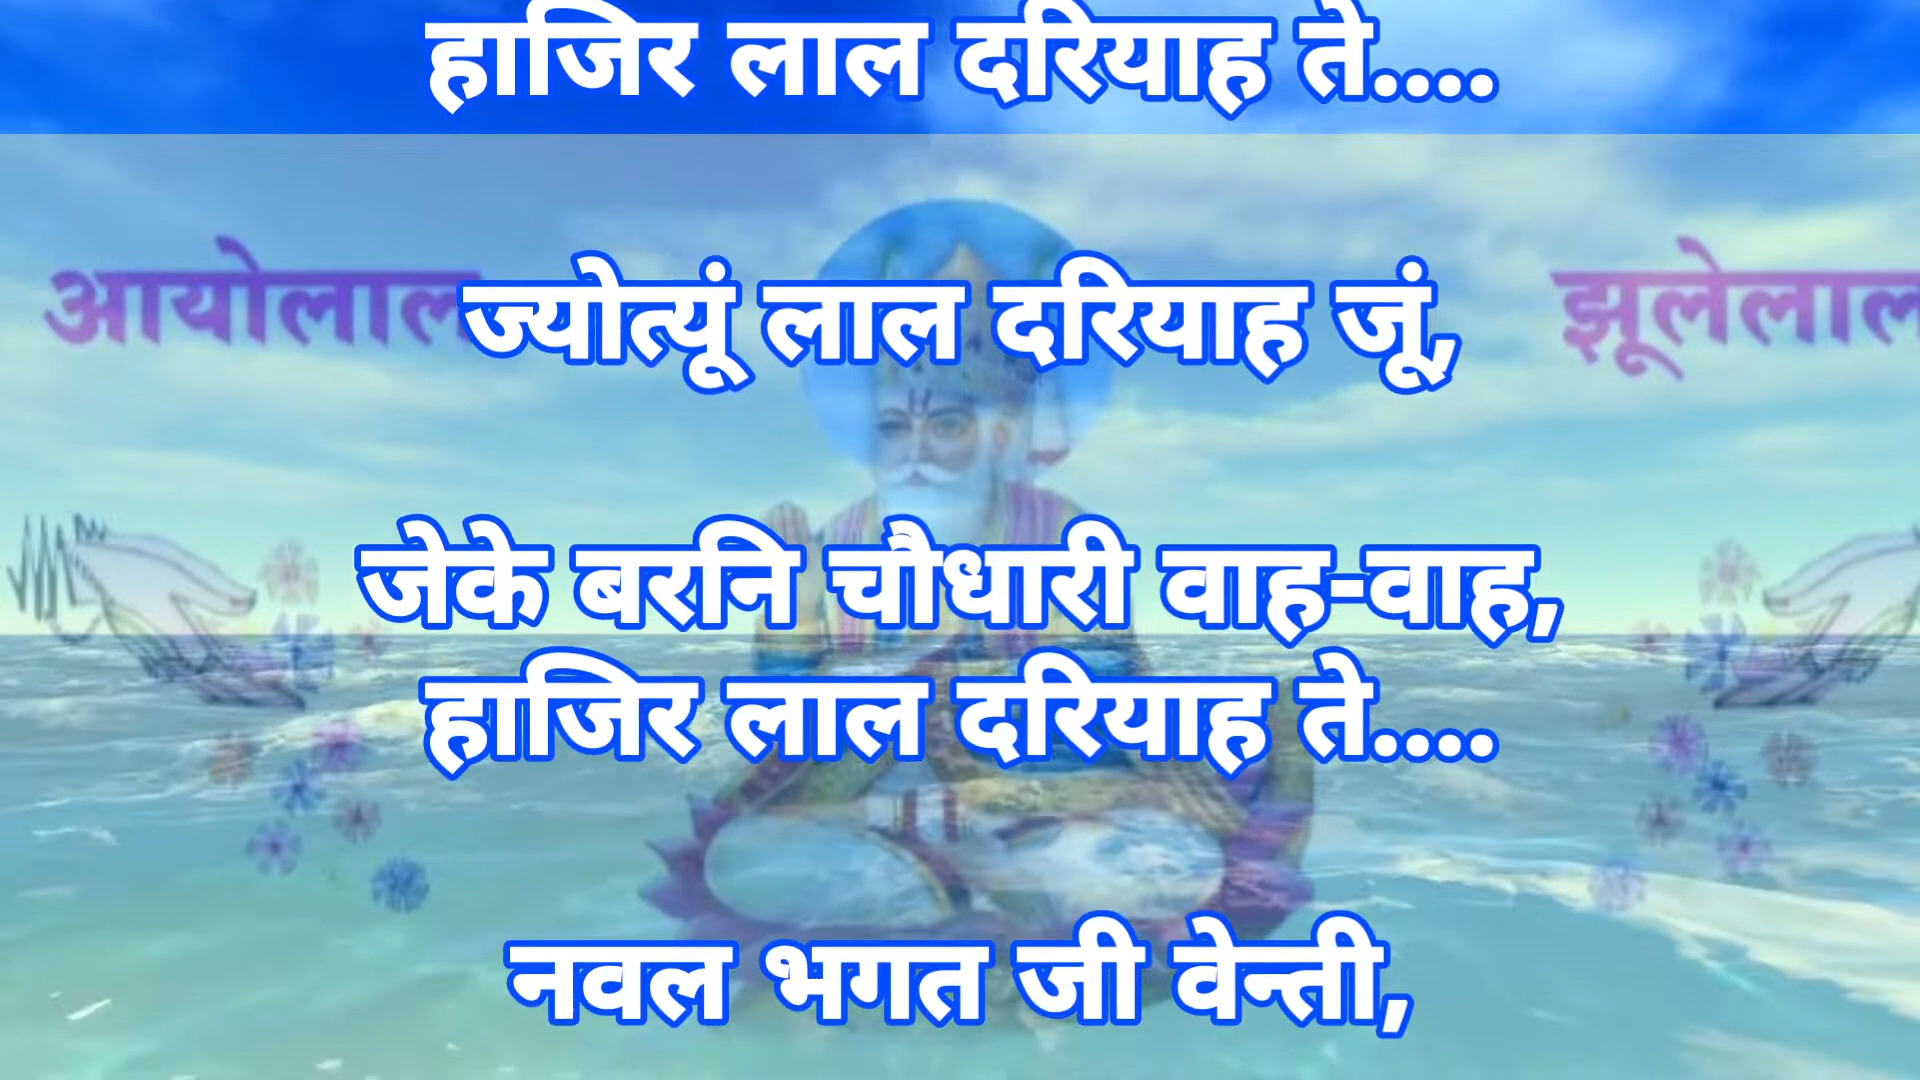 हाजिर लाल दरियाह ते....
आयोलाल
झूलेलाल
ज्योत्यूं लाल दरियाह जूं,
जेके बरनि चौधारी वाह-वाह,
हाजिर लाल दरियाह ते....
नवल भगत जी वेन्ती,